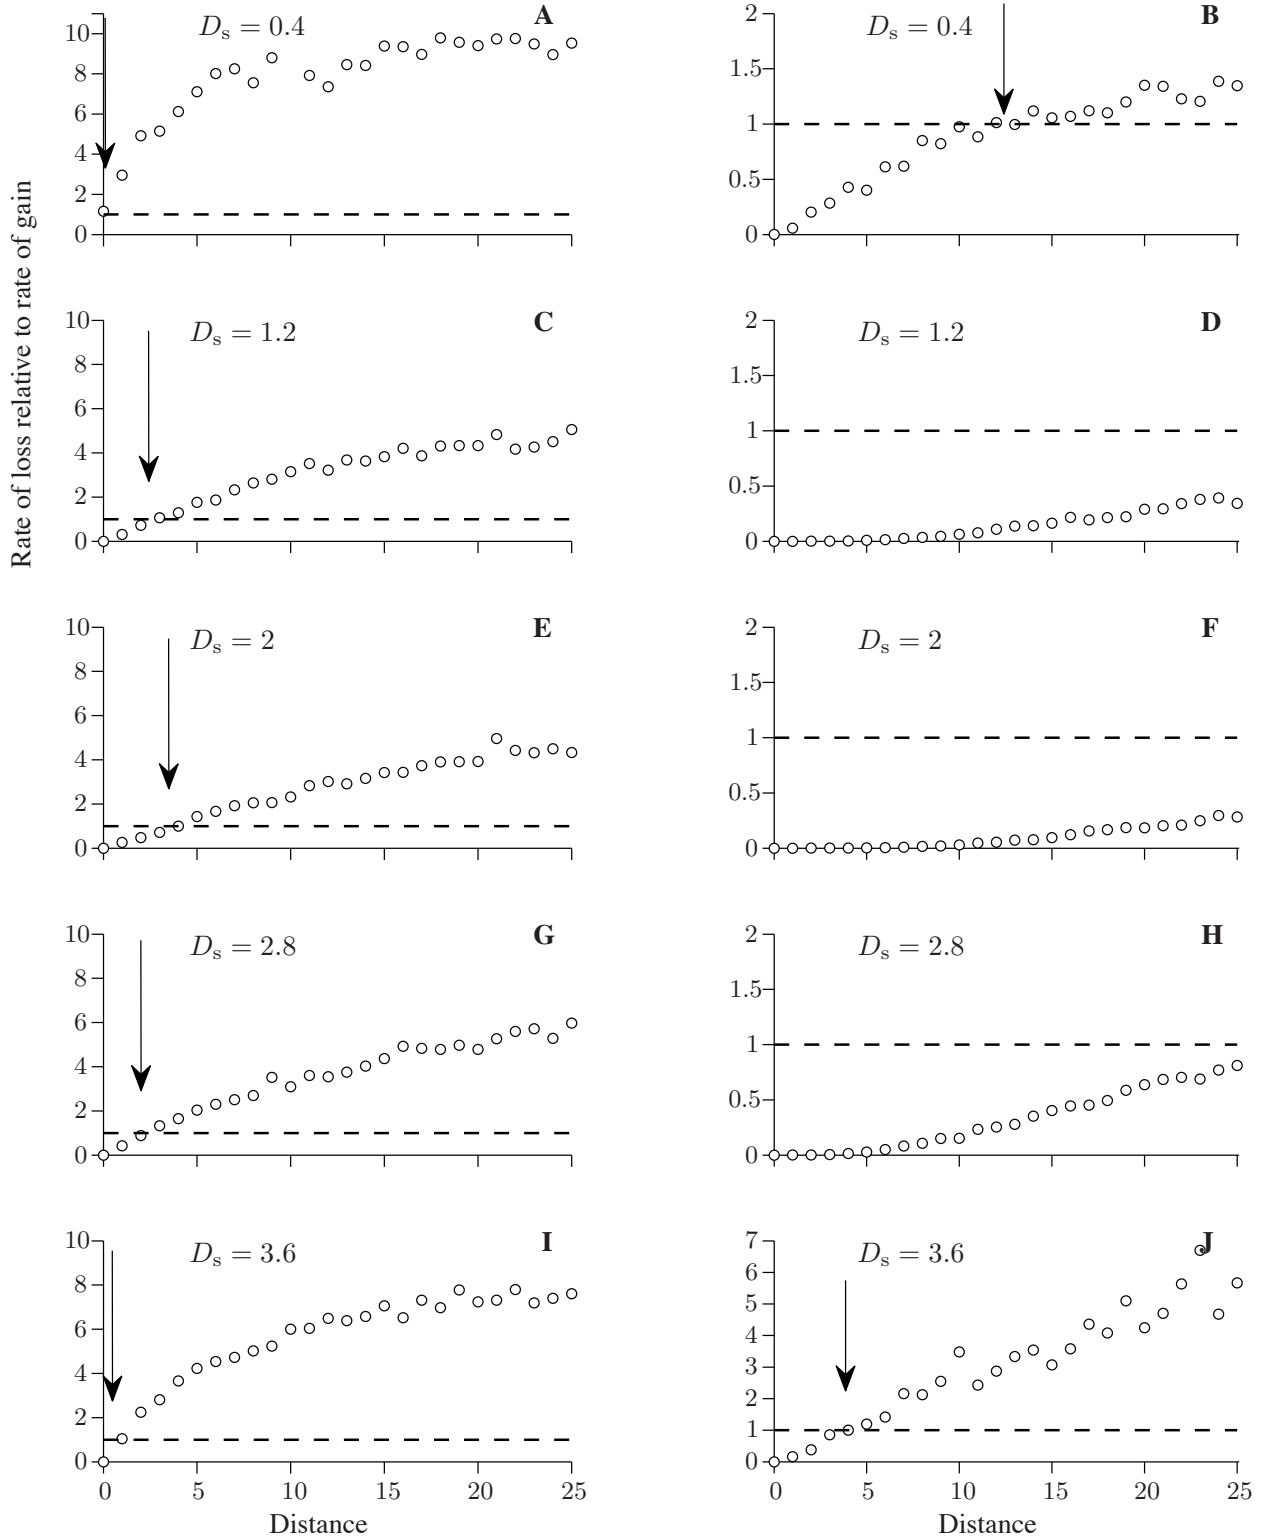 A
D_s = 0.4
10
8
6
4
2
0
B
D_s = 0.4
2
1.5
1
0.5
0
Rate of loss relative to rate of gain
C
D_s = 1.2
10
8
6
4
2
0
D
D_s = 1.2
2
1.5
1
0.5
0
E
D_s = 2
10
8
6
4
2
0
F
D_s = 2
2
1.5
1
0.5
0
G
D_s = 2.8
10
8
6
4
2
0
H
D_s = 2.8
2
1.5
1
0.5
0
I
D_s = 3.6
10
8
6
4
2
0
0 5 10 15 20 25
Distance
J
D_s = 3.6
7
6
5
4
3
2
1
0
0 5 10 15 20 25
Distance